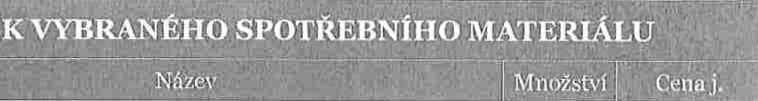 K VYBRANÉHO SPOTŘEBNÍHO MATERIÁLU
Název Množství Cena j.